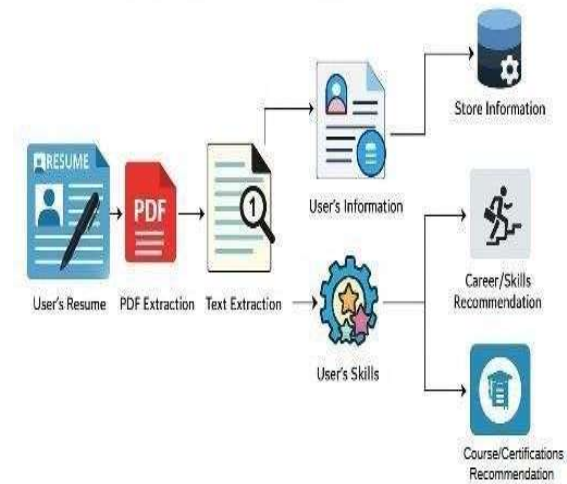 Store Information
RESUME
PDF
1
User's Information
User's Resume
PDF Extraction
Text Extraction
Career/Skills
Recommendation
User's Skills
Course/Certifications
Recommendation